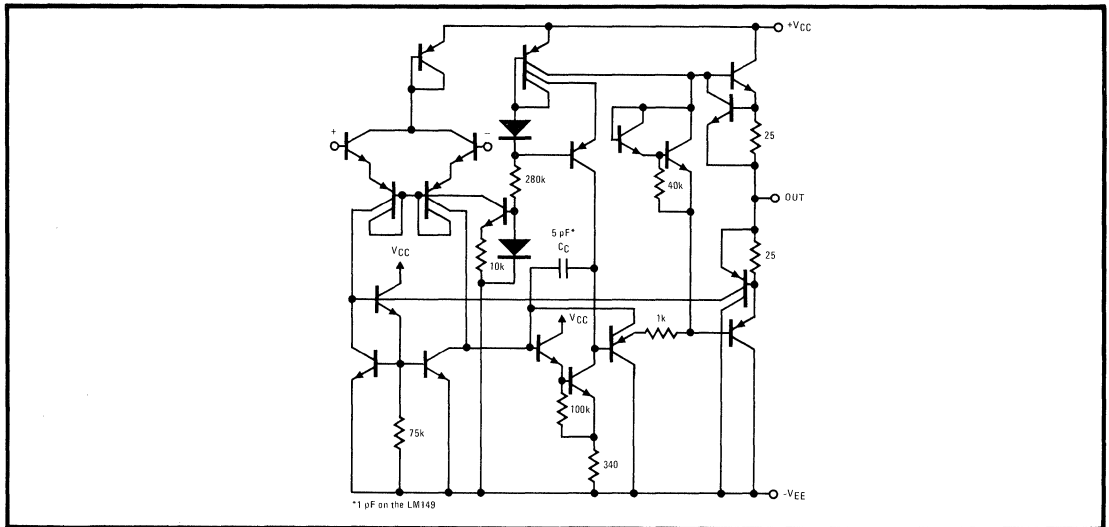 +VCC
+
−
25
280k
40k
OUT
VCC
5 pF*
CC
10k
25
VCC
1k
100k
75k
340
-VEE
*1 pF on the LM149